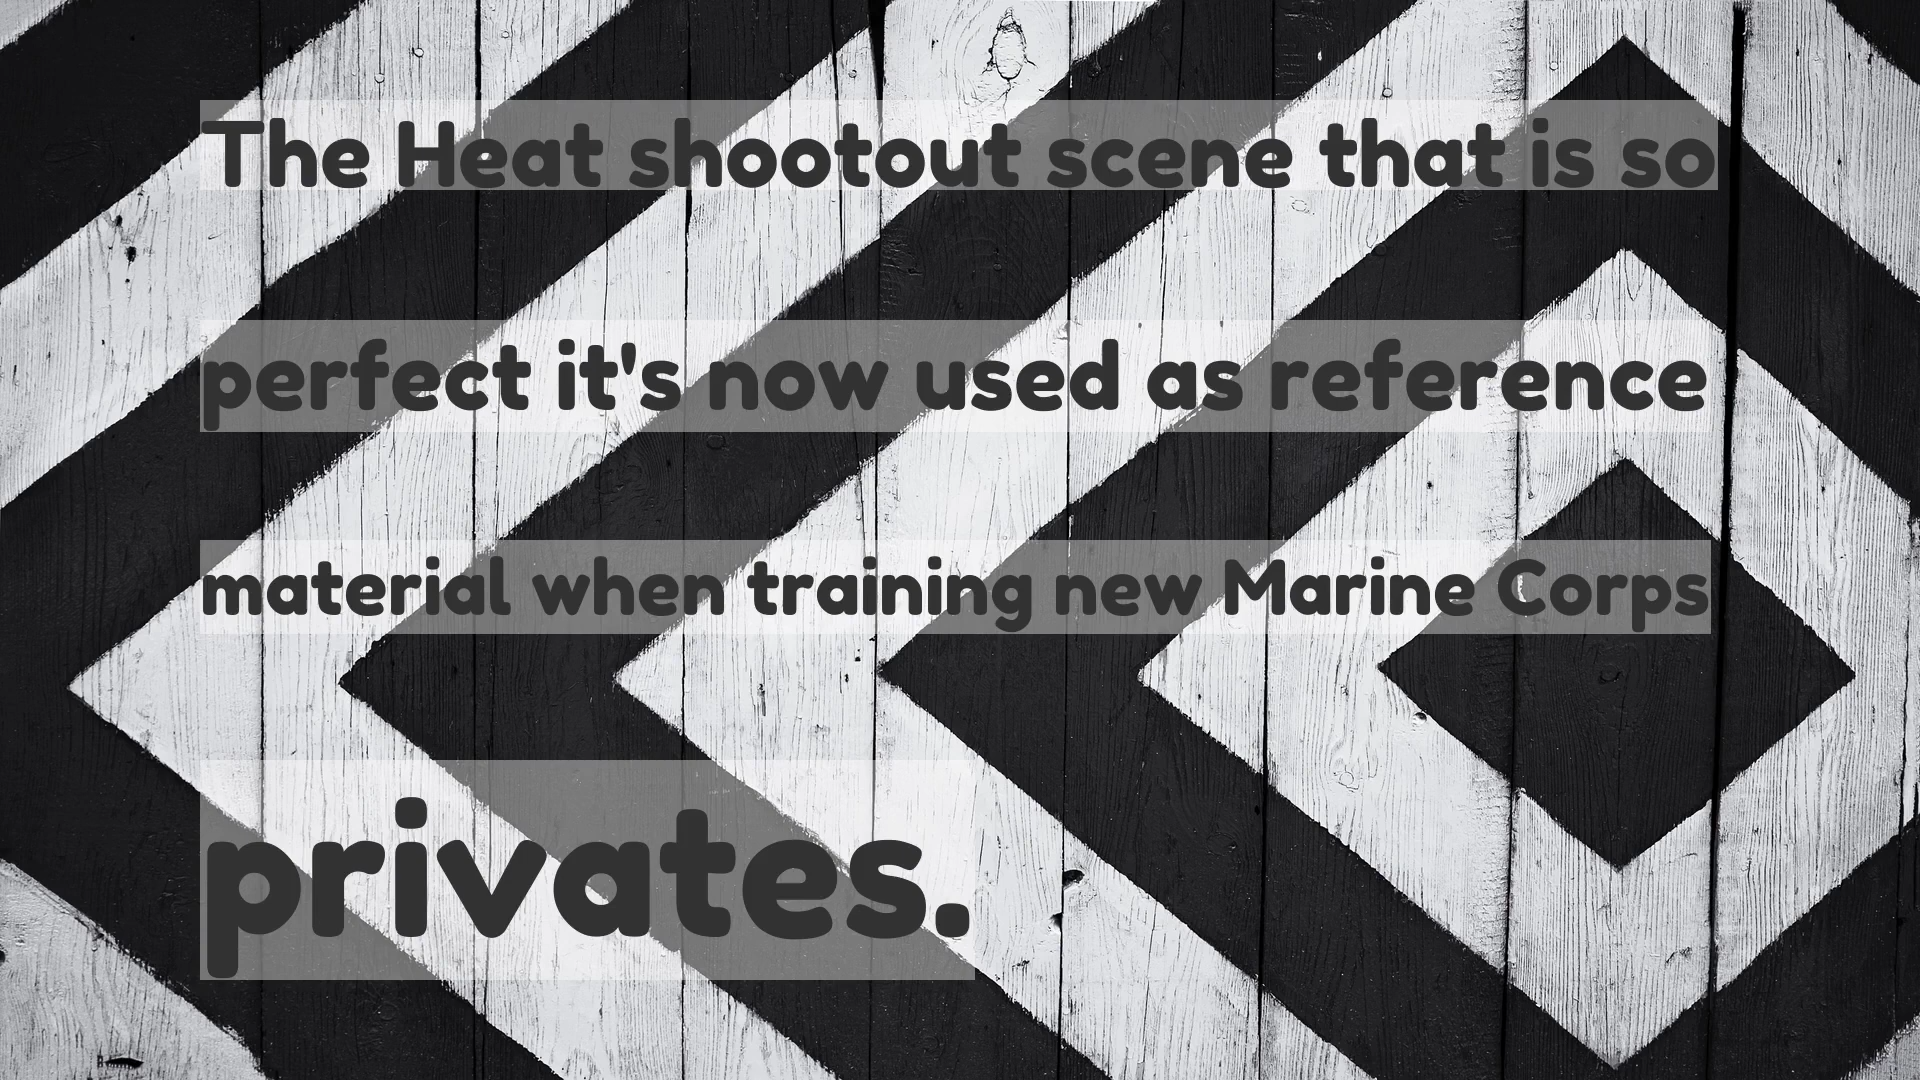 The Heat shootout scene that is so
perfect it's now used as reference
material when training new Marine Corps
privates.